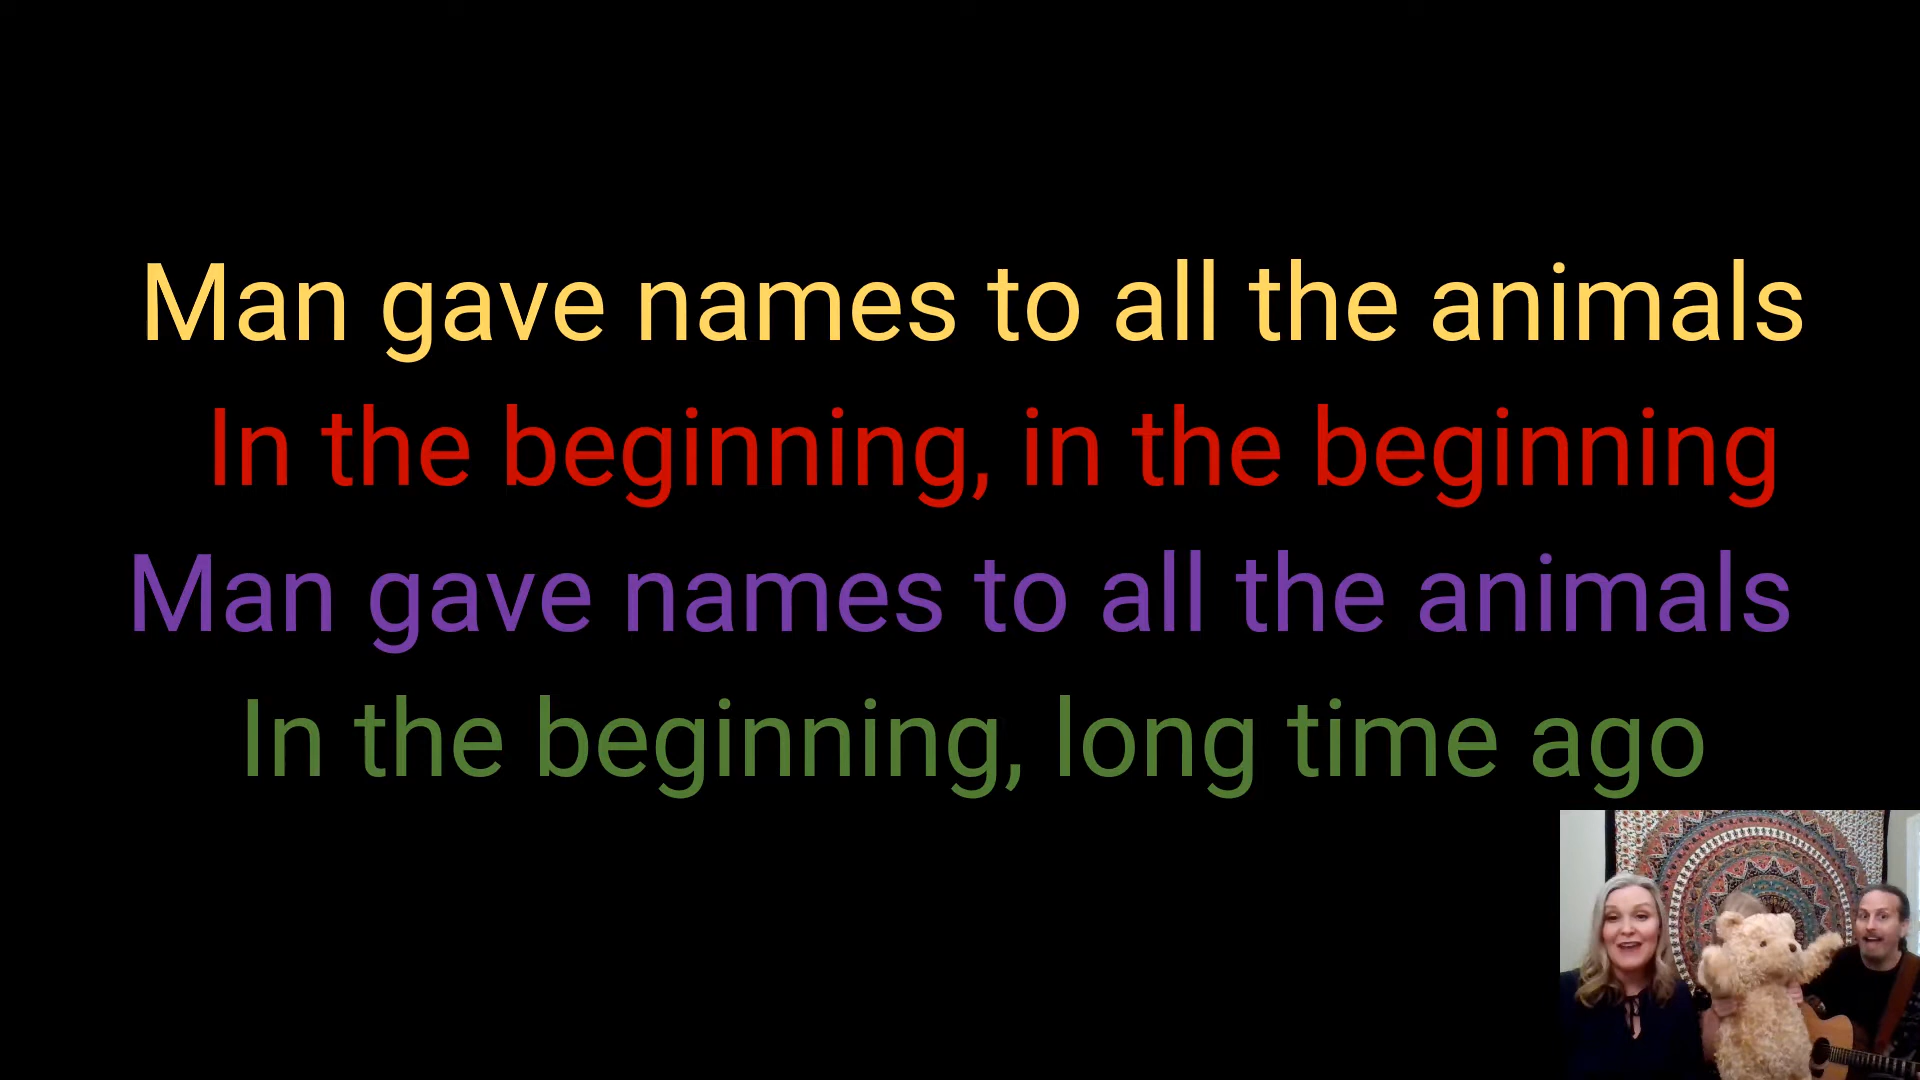 Man gave names to all the animals
In the beginning, in the beginning
Man gave names to all the animals
In the beginning, long time ago